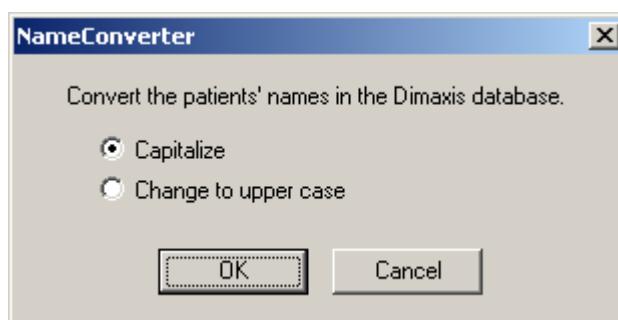 NameConverter
Convert the patients' names in the Dimaxis database.
Capitalize
Change to upper case
OK Cancel